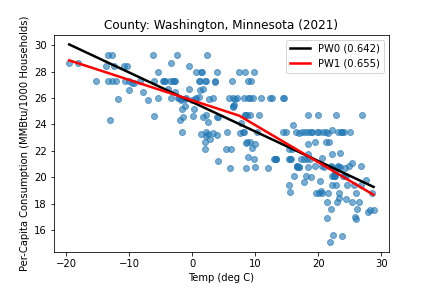 County: Washington, Minnesota (2021)
Per-Capita Consumption (MMBtu/1000 Households)
30
28
26
24
22
20
18
16
PW0 (0.642)
PW1 (0.655)
−20 −10 0 10 20 30
Temp (deg C)